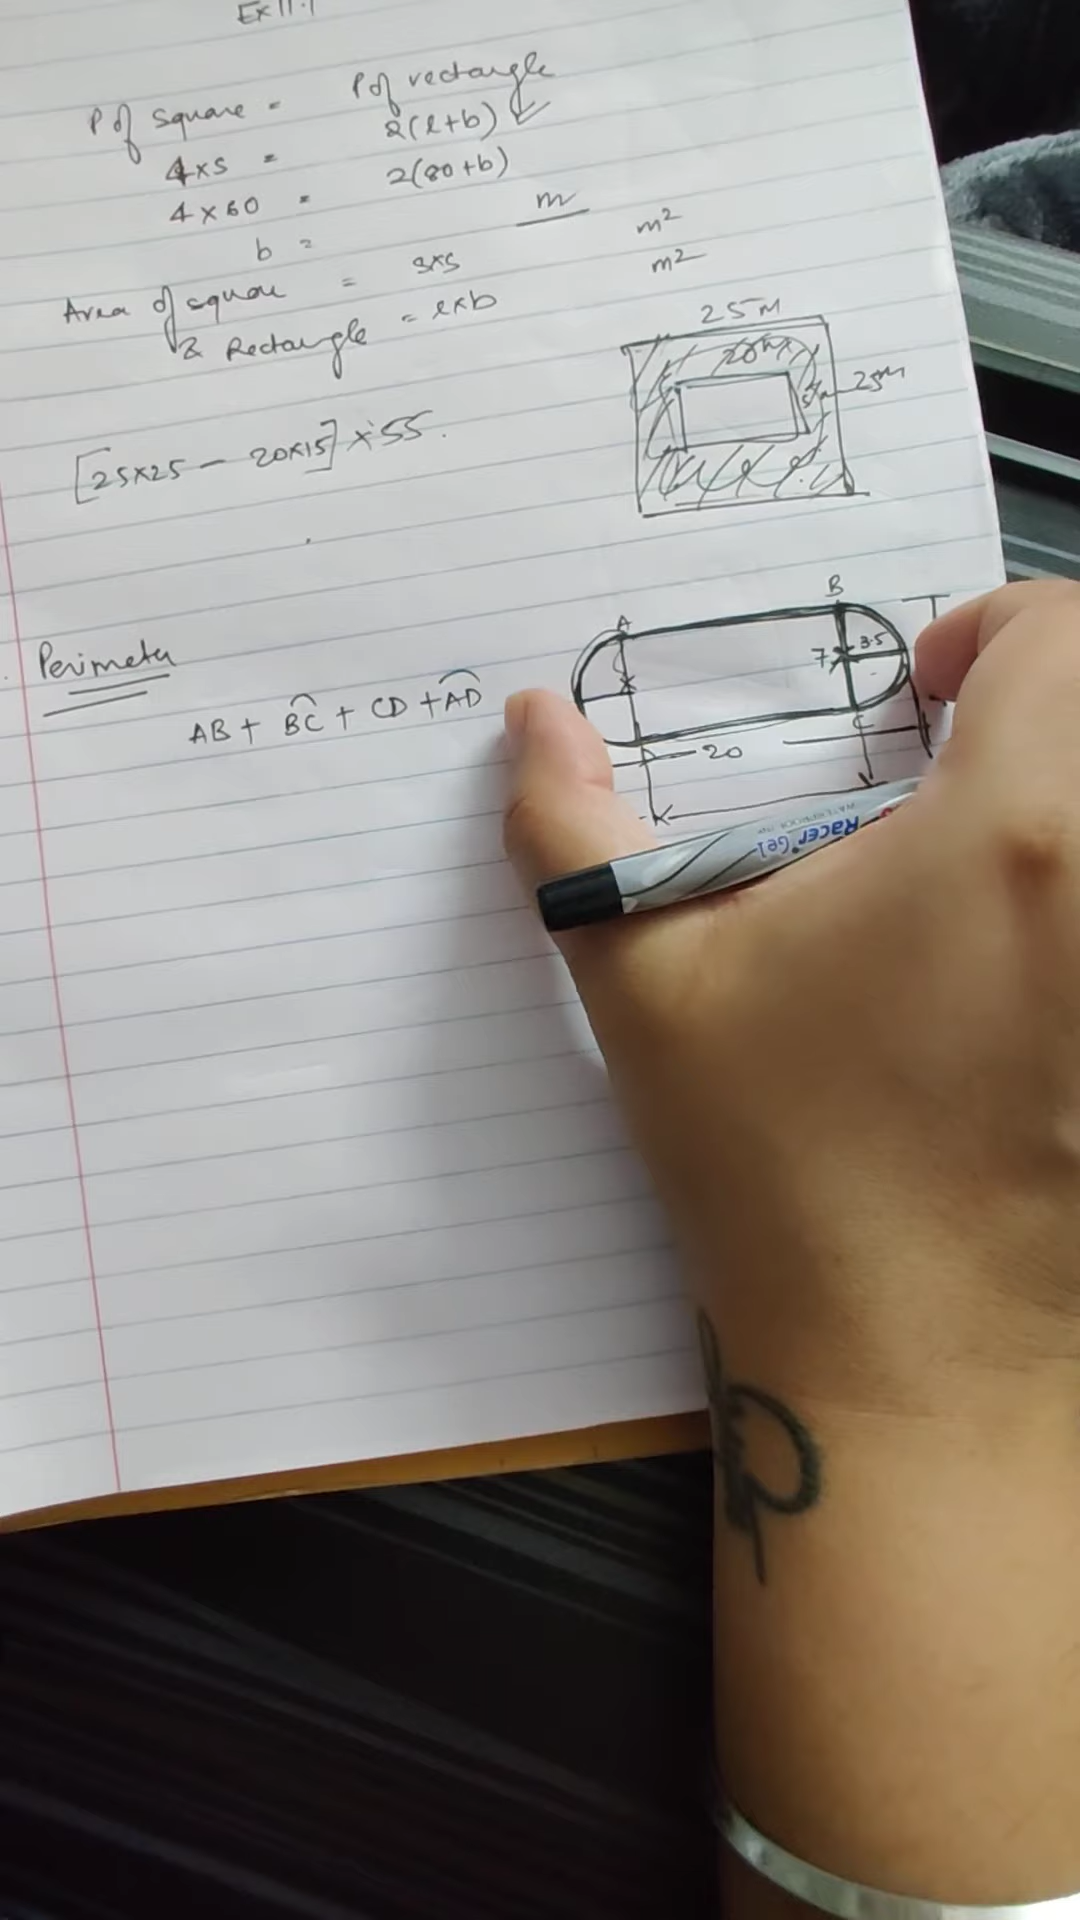 Ex 11.1
P of square = P of rectangle
4×s = 2(l+b)
4×60 = 2(80+b)
b = m
Area of square = s×s m²
& Rectangle = l×b m²
25M
20m
25m
[25×25 – 20×15] × 55.
Perimeter
AB + BC + CD + AD
A
B
7
3.5
C
D
20
Racer Gel
WATERPROOF INK